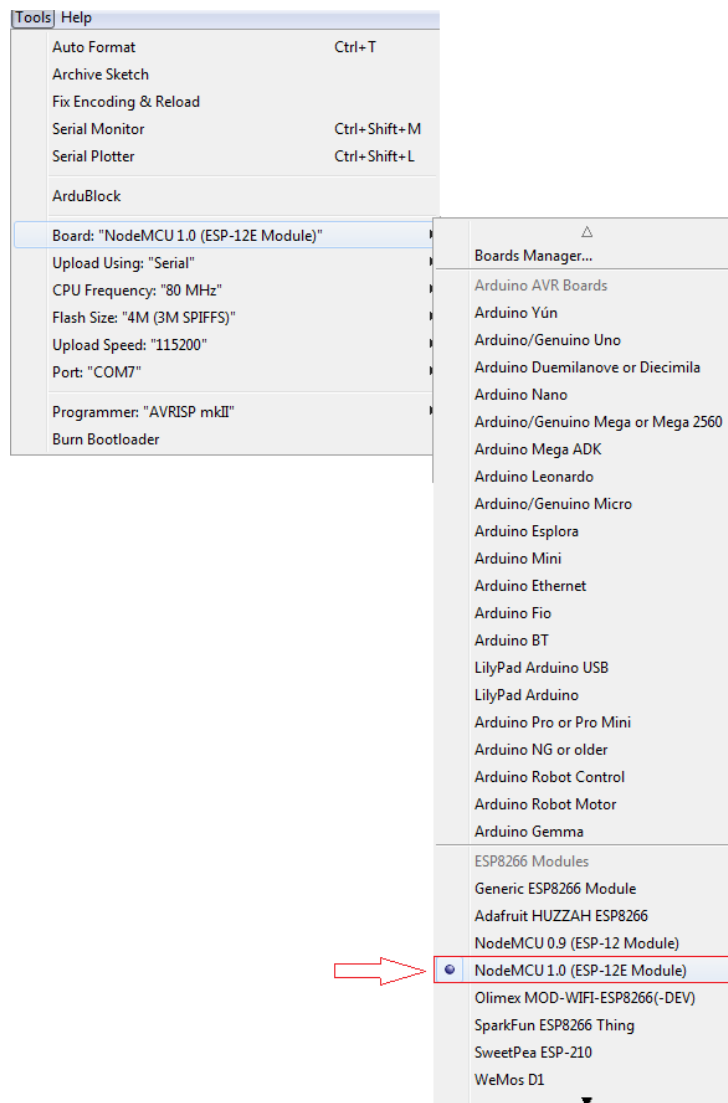 Tools Help
Auto Format Ctrl+T
Archive Sketch
Fix Encoding & Reload
Serial Monitor Ctrl+Shift+M
Serial Plotter Ctrl+Shift+L
ArduBlock
Board: "NodeMCU 1.0 (ESP-12E Module)"
Upload Using: "Serial"
CPU Frequency: "80 MHz"
Flash Size: "4M (3M SPIFFS)"
Upload Speed: "115200"
Port: "COM7"
Programmer: "AVRISP mkII"
Burn Bootloader
Boards Manager...
Arduino AVR Boards
Arduino Yún
Arduino/Genuino Uno
Arduino Duemilanove or Diecimila
Arduino Nano
Arduino/Genuino Mega or Mega 2560
Arduino Mega ADK
Arduino Leonardo
Arduino/Genuino Micro
Arduino Esplora
Arduino Mini
Arduino Ethernet
Arduino Fio
Arduino BT
LilyPad Arduino USB
LilyPad Arduino
Arduino Pro or Pro Mini
Arduino NG or older
Arduino Robot Control
Arduino Robot Motor
Arduino Gemma
ESP8266 Modules
Generic ESP8266 Module
Adafruit HUZZAH ESP8266
NodeMCU 0.9 (ESP-12 Module)
NodeMCU 1.0 (ESP-12E Module)
Olimex MOD-WIFI-ESP8266(-DEV)
SparkFun ESP8266 Thing
SweetPea ESP-210
WeMos D1